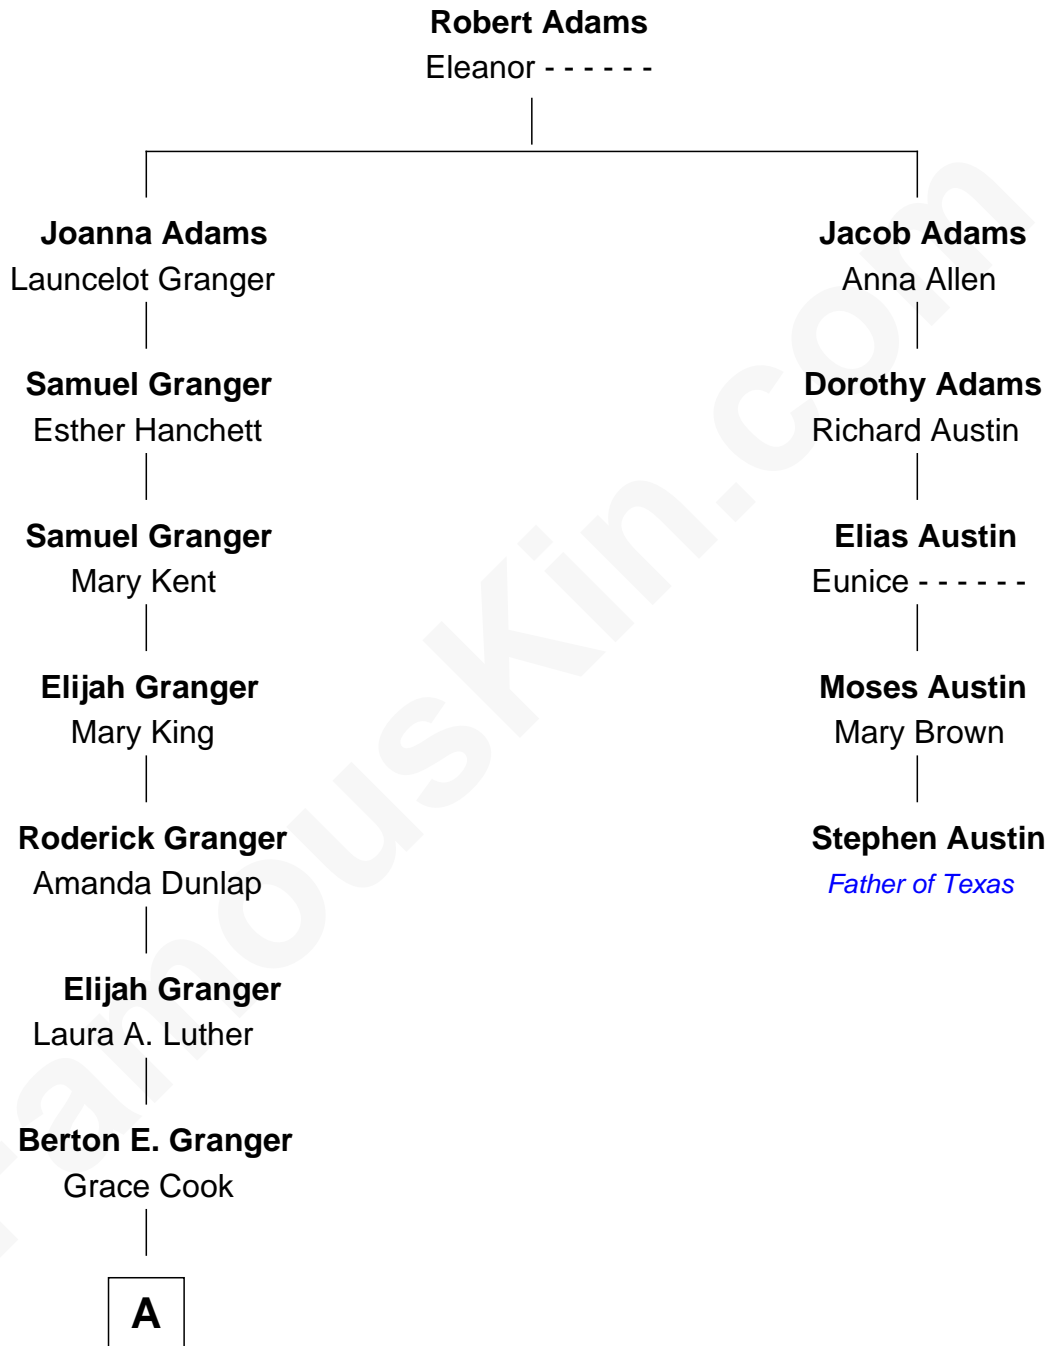 Robert Adams
Eleanor - - - - - -
Joanna Adams
Launcelot Granger
Jacob Adams
Anna Allen
Samuel Granger
Esther Hanchett
Dorothy Adams
Richard Austin
Samuel Granger
Mary Kent
Elias Austin
Eunice - - - - - -
Elijah Granger
Mary King
Moses Austin
Mary Brown
Roderick Granger
Amanda Dunlap
Stephen Austin
Father of Texas
Elijah Granger
Laura A. Luther
Berton E. Granger
Grace Cook
A
FamousKin.com